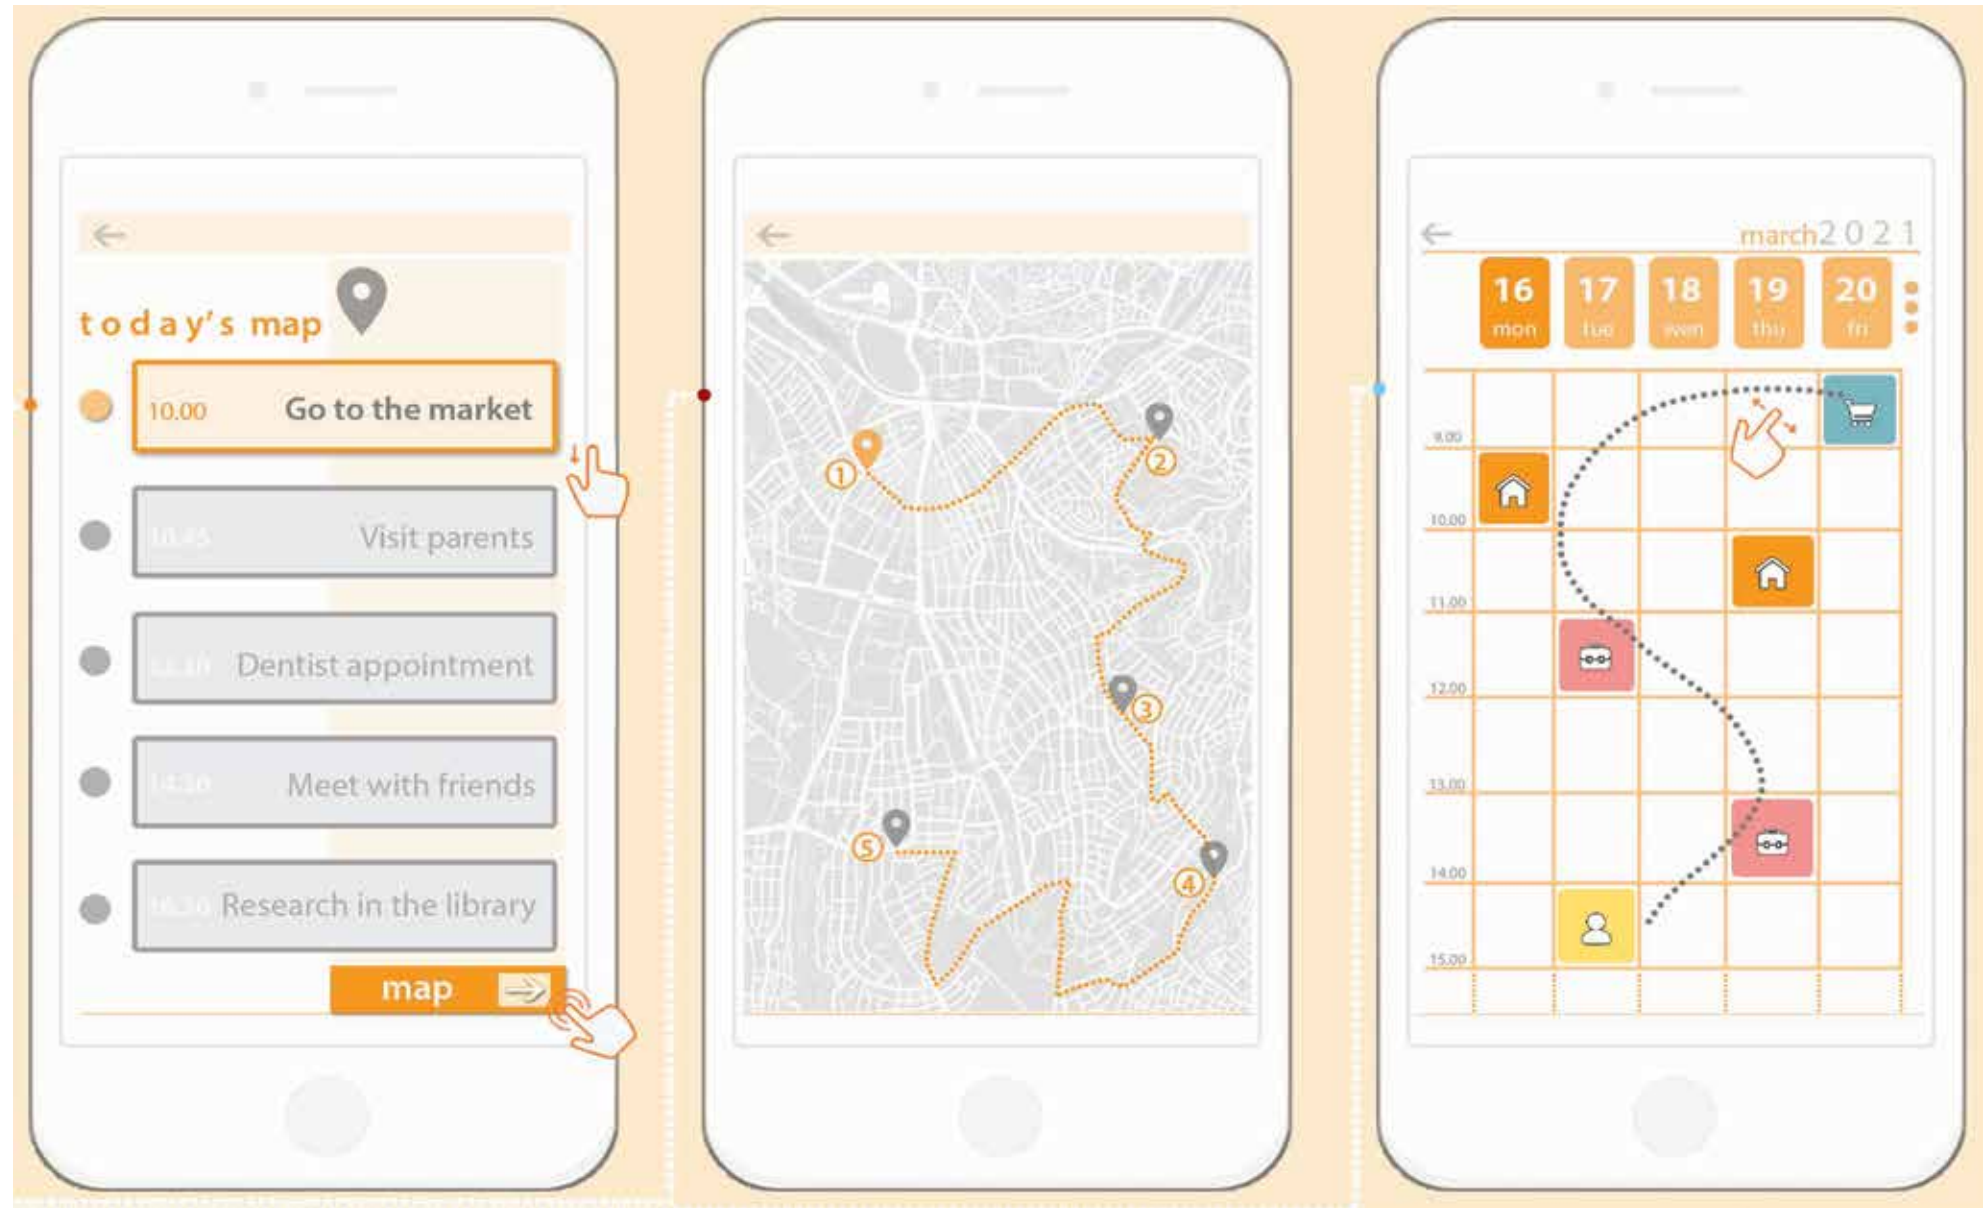 today's map
10.00 Go to the market
Visit parents
Dentist appointment
Meet with friends
Research in the library
map
1
2
3
4
5
march2021
16 17 18 19 20
mon tue wen thu fri
9.00
10.00
11.00
12.00
13.00
14.00
15.00